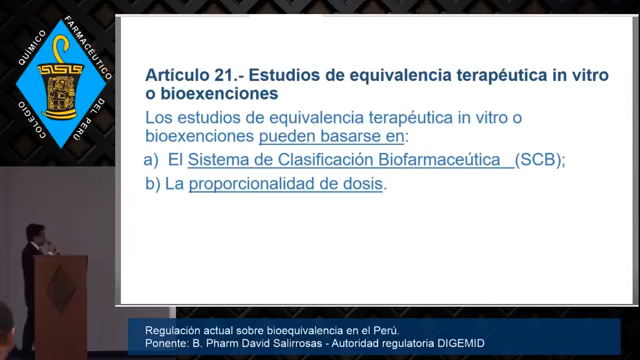 COLEGIO QUÍMICO FARMACÉUTICO DEL PERÚ
Artículo 21.- Estudios de equivalencia terapéutica in vitro
o bioexenciones
Los estudios de equivalencia terapéutica in vitro o
bioexenciones pueden basarse en:
a) El Sistema de Clasificación Biofarmaceútica (SCB);
b) La proporcionalidad de dosis.
Regulación actual sobre bioequivalencia en el Perú.
Ponente: B. Pharm David Salirrosas - Autoridad regulatoria DIGEMID